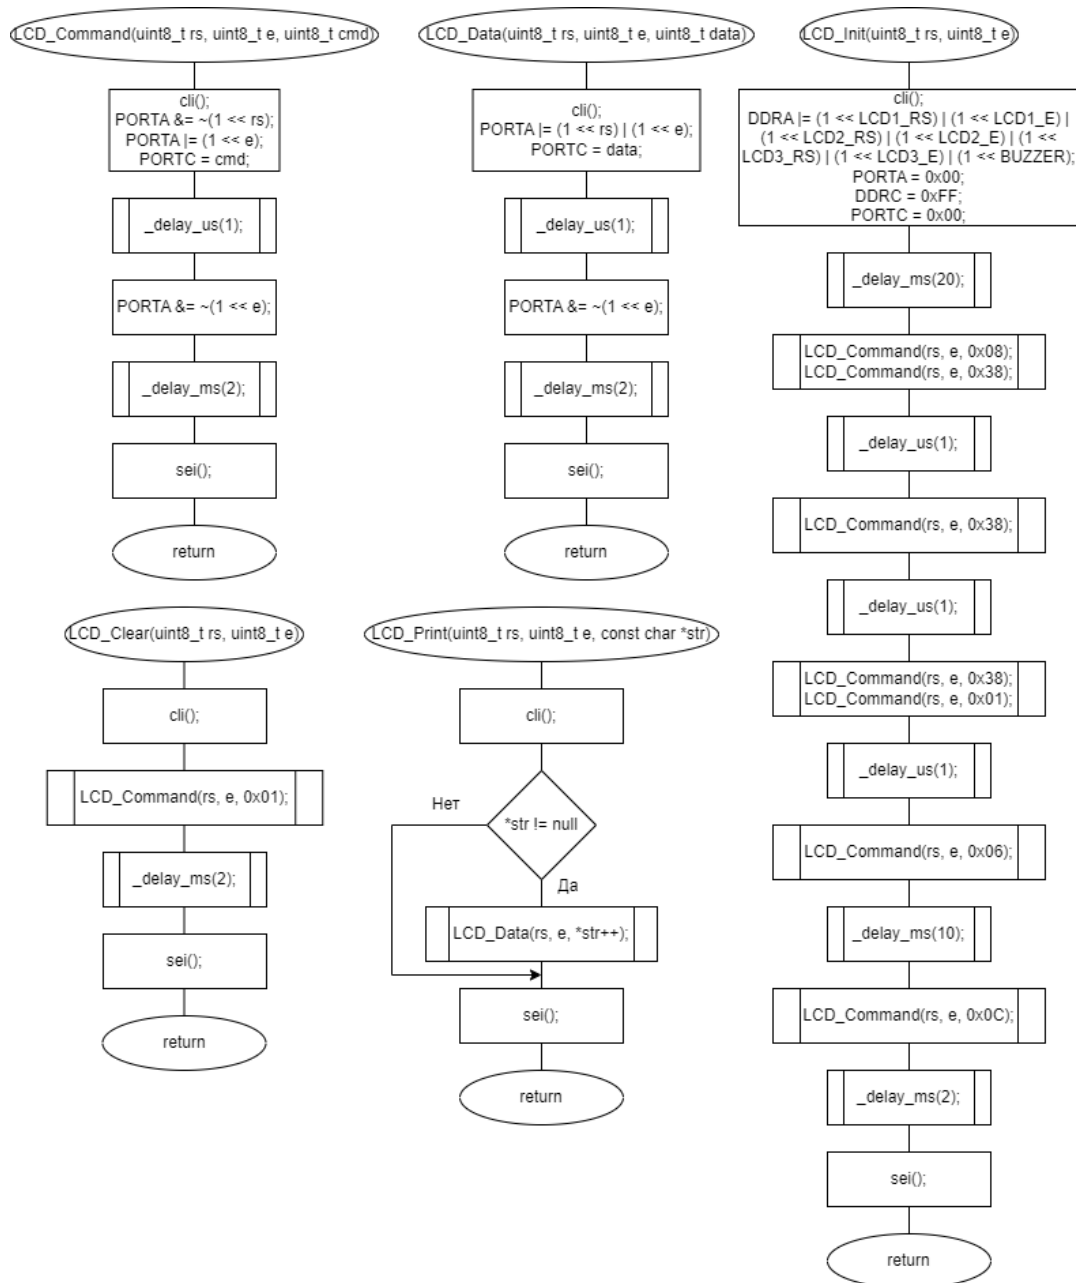 LCD_Command(uint8_t rs, uint8_t e, uint8_t cmd)
cli();
PORTA &= ~(1 << rs);
PORTA |= (1 << e);
PORTC = cmd;
_delay_us(1);
PORTA &= ~(1 << e);
_delay_ms(2);
sei();
return
LCD_Data(uint8_t rs, uint8_t e, uint8_t data)
cli();
PORTA |= (1 << rs) | (1 << e);
PORTC = data;
_delay_us(1);
PORTA &= ~(1 << e);
_delay_ms(2);
sei();
return
LCD_Init(uint8_t rs, uint8_t e)
cli();
DDRA |= (1 << LCD1_RS) | (1 << LCD1_E) |
(1 << LCD2_RS) | (1 << LCD2_E) | (1 <<
LCD3_RS) | (1 << LCD3_E) | (1 << BUZZER);
PORTA = 0x00;
DDRC = 0xFF;
PORTC = 0x00;
_delay_ms(20);
LCD_Command(rs, e, 0x08);
LCD_Command(rs, e, 0x38);
_delay_us(1);
LCD_Command(rs, e, 0x38);
_delay_us(1);
LCD_Command(rs, e, 0x38);
LCD_Command(rs, e, 0x01);
_delay_us(1);
LCD_Command(rs, e, 0x06);
_delay_ms(10);
LCD_Command(rs, e, 0x0C);
_delay_ms(2);
sei();
return
LCD_Clear(uint8_t rs, uint8_t e)
cli();
LCD_Command(rs, e, 0x01);
_delay_ms(2);
sei();
return
LCD_Print(uint8_t rs, uint8_t e, const char *str)
cli();
Нет
*str != null
Да
LCD_Data(rs, e, *str++);
sei();
return